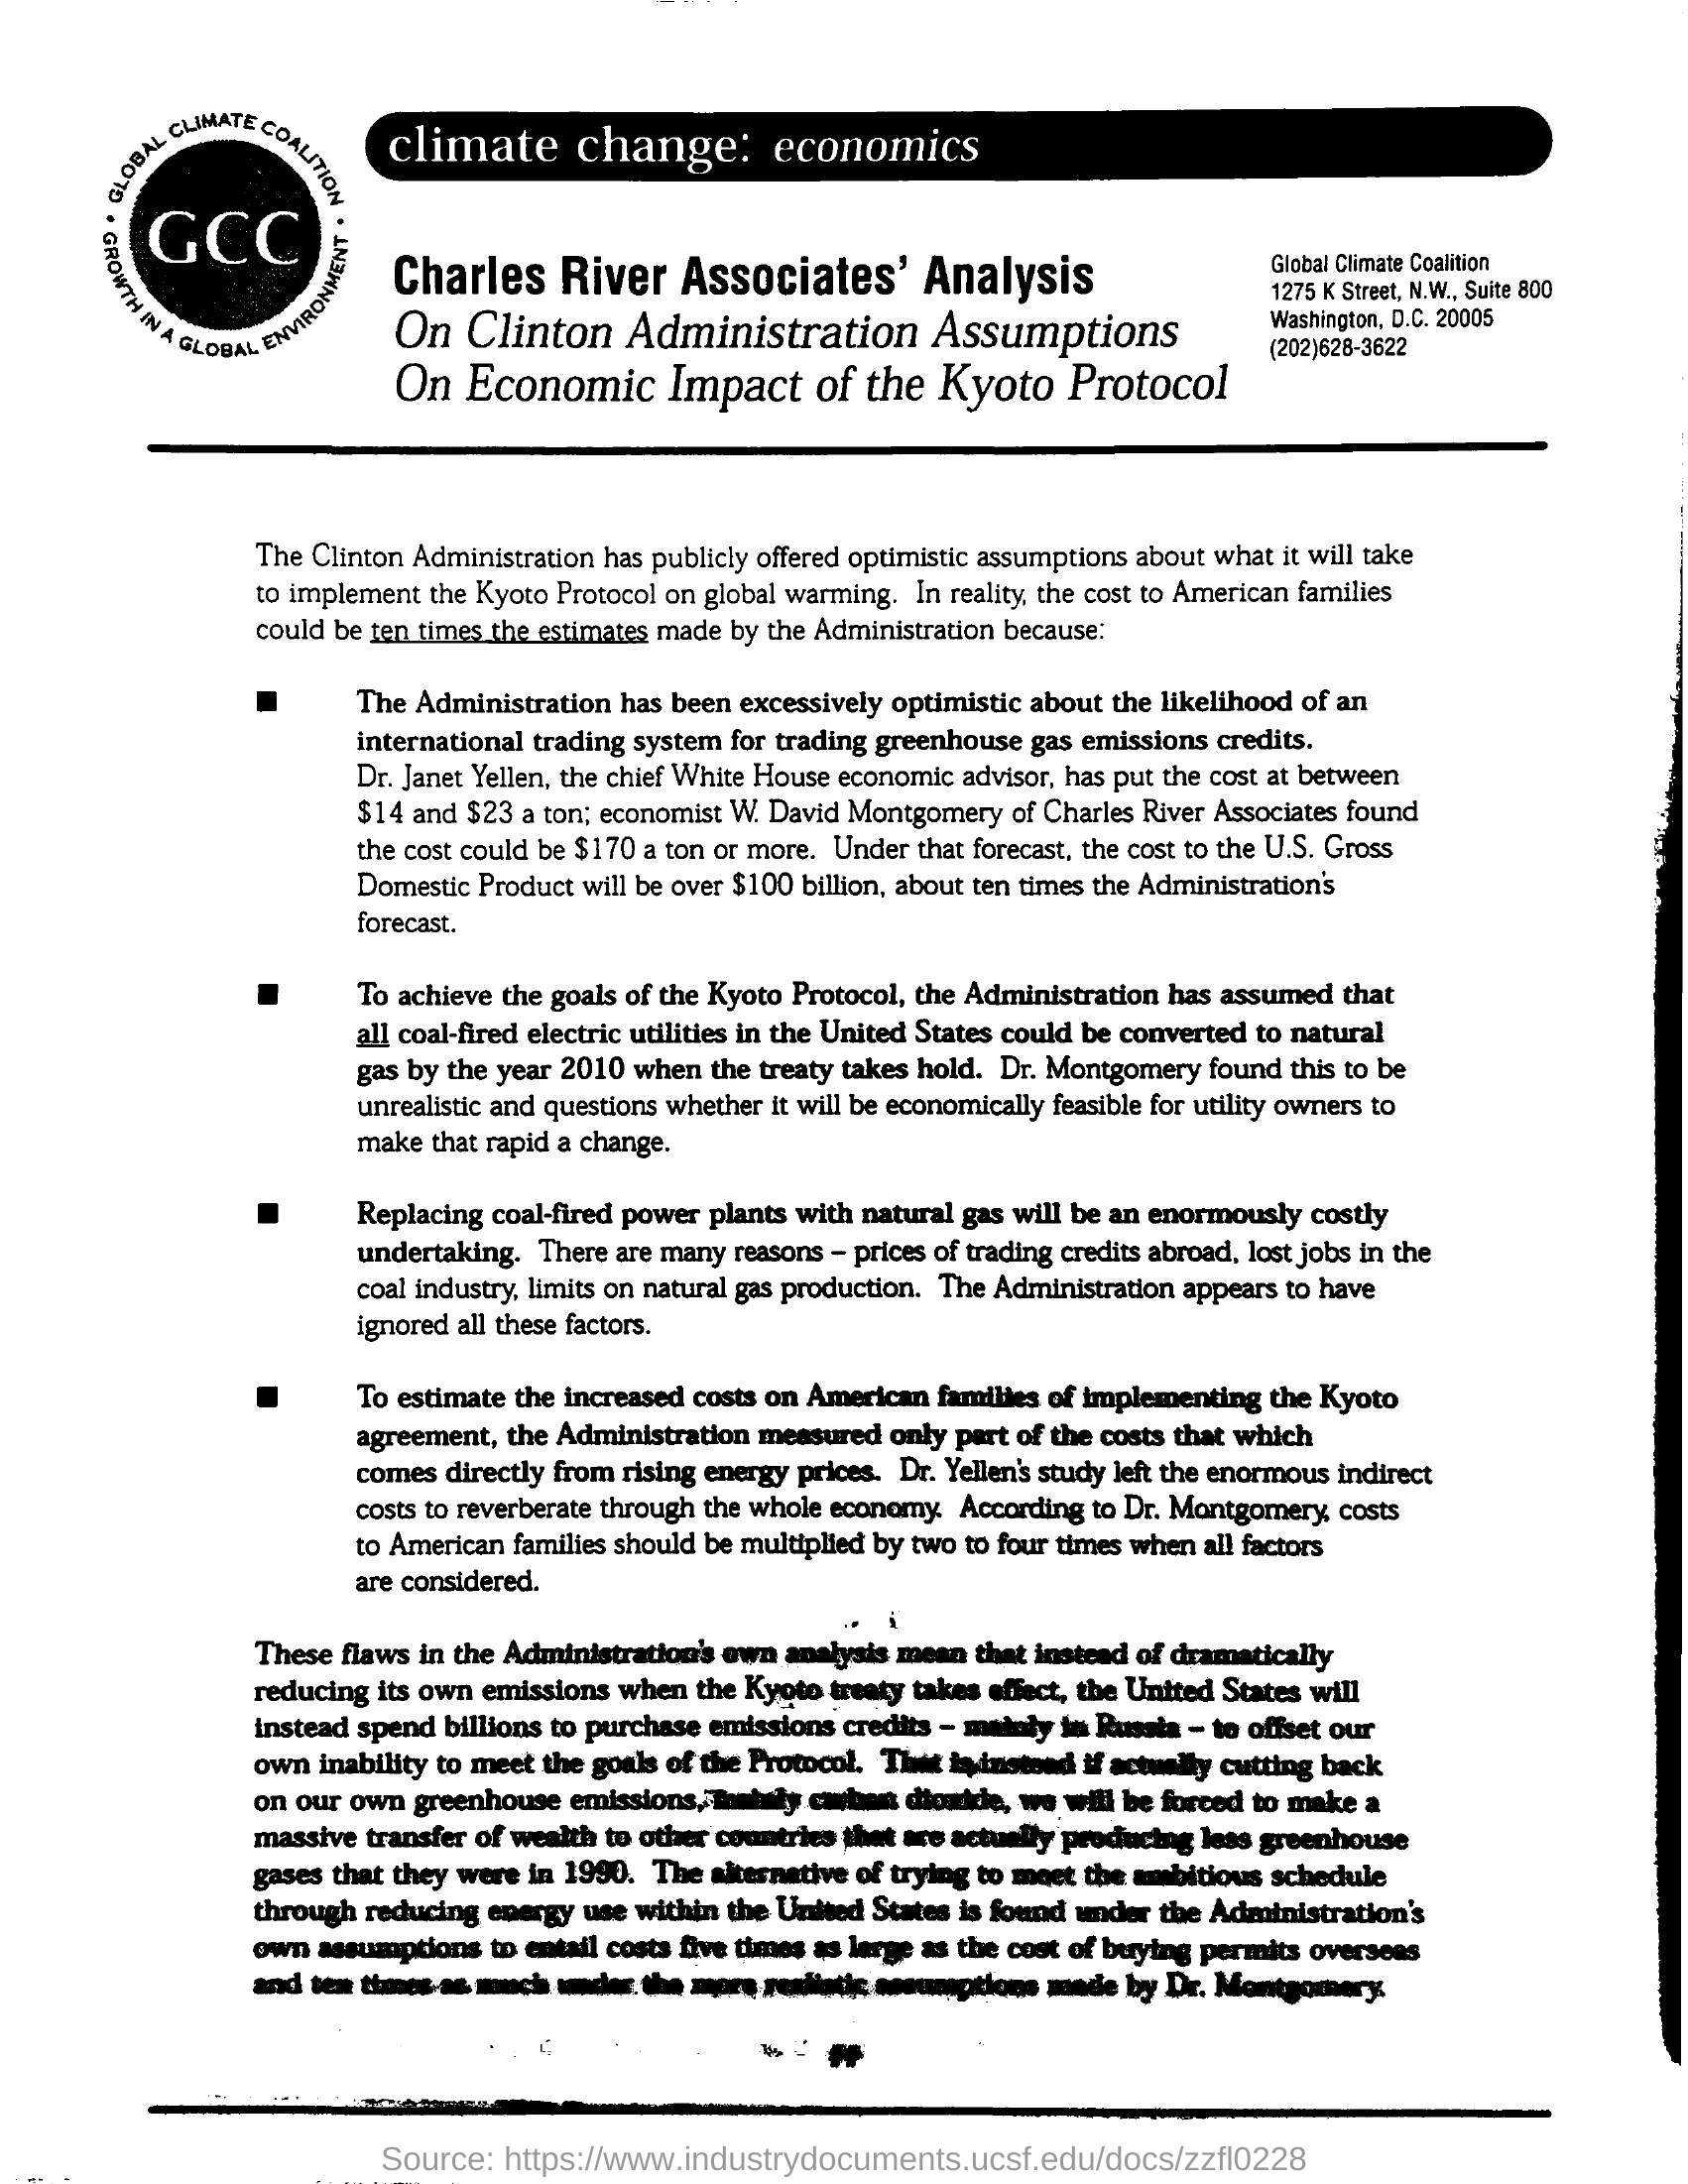 GLOBAL CLIMATE COALITION • GROWTH IN A GLOBAL ENVIRONMENT •
GCC
climate change: economics
Charles River Associates' Analysis
On Clinton Administration Assumptions
On Economic Impact of the Kyoto Protocol
Global Climate Coalition
1275 K Street, N.W., Suite 800
Washington, D.C. 20005
(202)628-3622
The Clinton Administration has publicly offered optimistic assumptions about what it will take
to implement the Kyoto Protocol on global warming. In reality, the cost to American families
could be ten times the estimates made by the Administration because:
■ The Administration has been excessively optimistic about the likelihood of an
international trading system for trading greenhouse gas emissions credits.
Dr. Janet Yellen, the chief White House economic advisor, has put the cost at between
$14 and $23 a ton; economist W. David Montgomery of Charles River Associates found
the cost could be $170 a ton or more. Under that forecast, the cost to the U.S. Gross
Domestic Product will be over $100 billion, about ten times the Administration's
forecast.
■ To achieve the goals of the Kyoto Protocol, the Administration has assumed that
all coal-fired electric utilities in the United States could be converted to natural
gas by the year 2010 when the treaty takes hold. Dr. Montgomery found this to be
unrealistic and questions whether it will be economically feasible for utility owners to
make that rapid a change.
■ Replacing coal-fired power plants with natural gas will be an enormously costly
undertaking. There are many reasons – prices of trading credits abroad, lost jobs in the
coal industry, limits on natural gas production. The Administration appears to have
ignored all these factors.
■ To estimate the increased costs on American families of implementing the Kyoto
agreement, the Administration measured only part of the costs that which
comes directly from rising energy prices. Dr. Yellen's study left the enormous indirect
costs to reverberate through the whole economy. According to Dr. Montgomery, costs
to American families should be multiplied by two to four times when all factors
are considered.
These flaws in the Administration's own analysis mean that instead of dramatically
reducing its own emissions when the Kyoto treaty takes effect, the United States will
instead spend billions to purchase emissions credits – mainly in Russia – to offset our
own inability to meet the goals of the Protocol. That is, instead if actually cutting back
on our own greenhouse emissions, mainly carbon dioxide, we will be forced to make a
massive transfer of wealth to other countries that are actually producing less greenhouse
gases that they were in 1990. The alternative of trying to meet the ambitious schedule
through reducing energy use within the United States is found under the Administration's
own assumptions to entail costs five times as large as the cost of buying permits overseas
and ten times as much under the more realistic assumptions made by Dr. Montgomery.
##
Source: https://www.industrydocuments.ucsf.edu/docs/zzfl0228